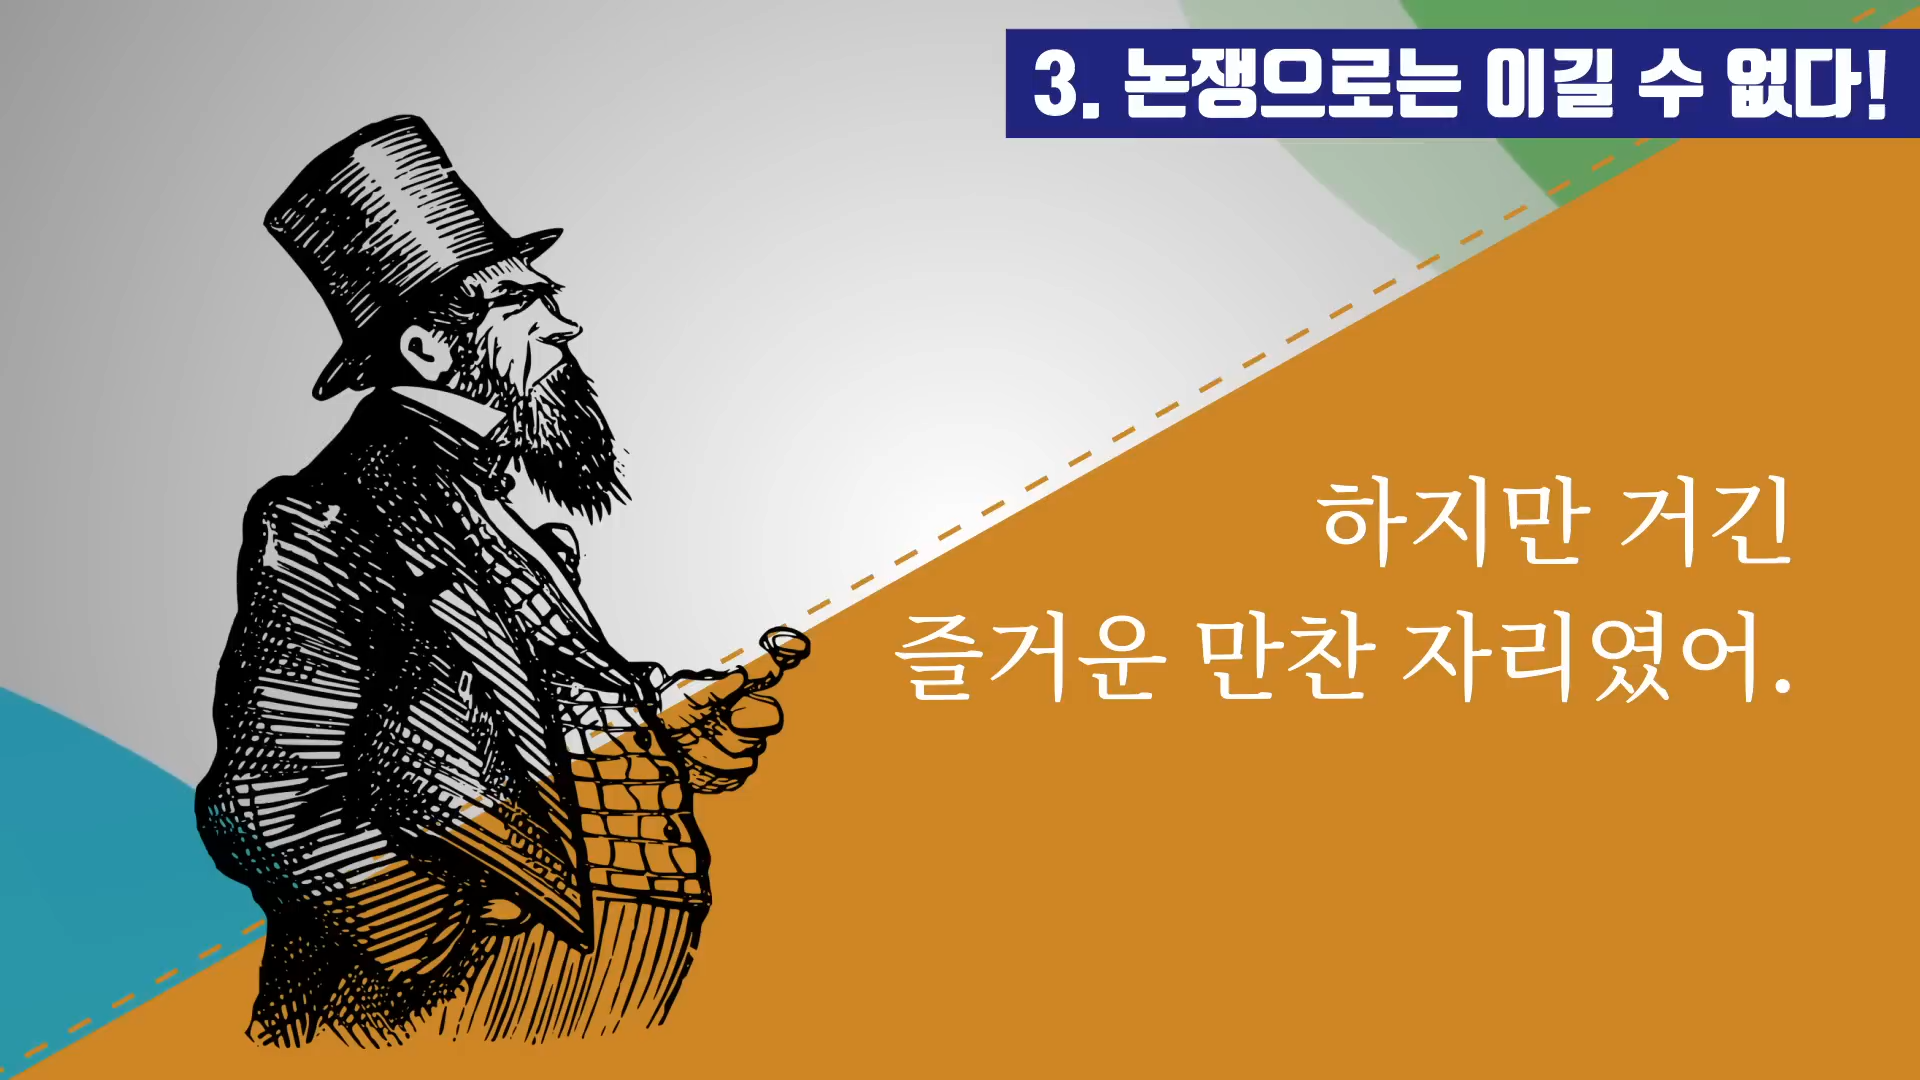 3. 논쟁으로는 이길 수 없다!
하지만 거긴
즐거운 만찬 자리였어.